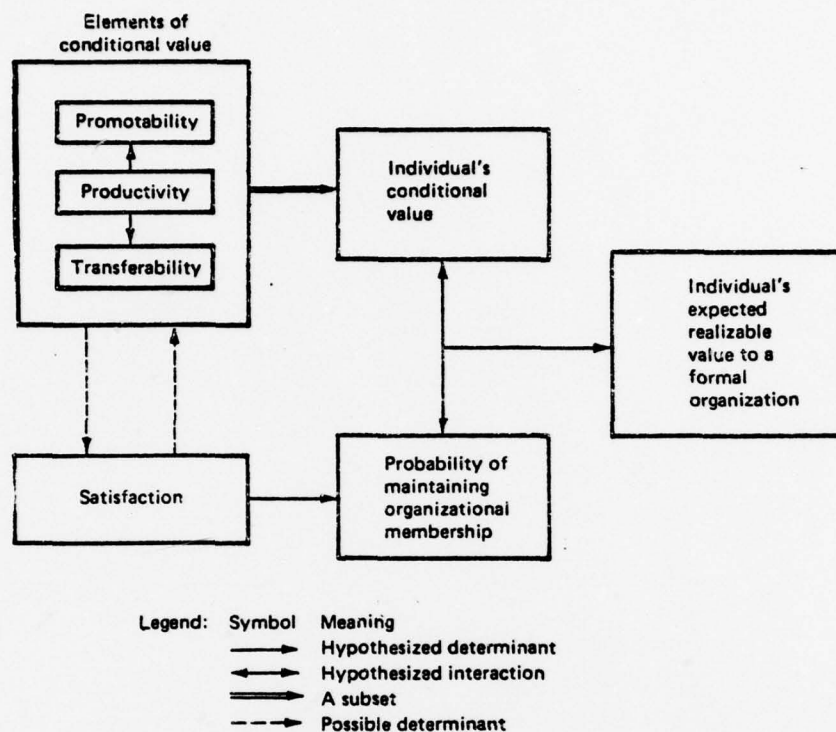 Elements of
conditional value
Promotability
Productivity
Transferability
Individual's
conditional
value
Individual's
expected
realizable
value to a
formal
organization
Satisfaction
Probability of
maintaining
organizational
membership
Legend: Symbol Meaning
Hypothesized determinant
Hypothesized interaction
A subset
Possible determinant